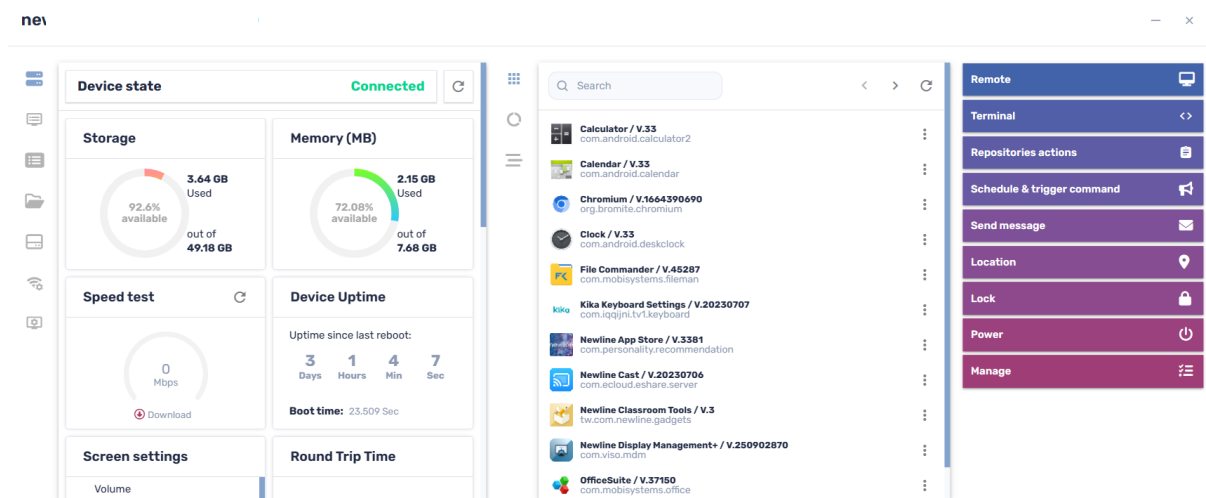 nev
Device state
Connected
Storage
92.6%
available
3.64 GB
Used
out of
49.18 GB
Memory (MB)
72.08%
available
2.15 GB
Used
out of
7.68 GB
Speed test
0
Mbps
Download
Device Uptime
Uptime since last reboot:
3 1 4 7
Days Hours Min Sec
Boot time: 23.509 Sec
Screen settings
Volume
Round Trip Time
Search
Calculator / V.33
com.android.calculator2
Calendar / V.33
com.android.calendar
Chromium / V.1664390690
org.bromite.chromium
Clock / V.33
com.android.deskclock
File Commander / V.45287
com.mobisystems.fileman
kika
Kika Keyboard Settings / V.20230707
com.iqqijni.tv1.keyboard
newline
Newline App Store / V.3381
com.personality.recommendation
Newline Cast / V.20230706
com.ecloud.eshare.server
Newline Classroom Tools / V.3
tw.com.newline.gadgets
Newline Display Management+ / V.250902870
com.viso.mdm
OfficeSuite / V.37150
com.mobisystems.office
Remote
Terminal
Repositories actions
Schedule & trigger command
Send message
Location
Lock
Power
Manage